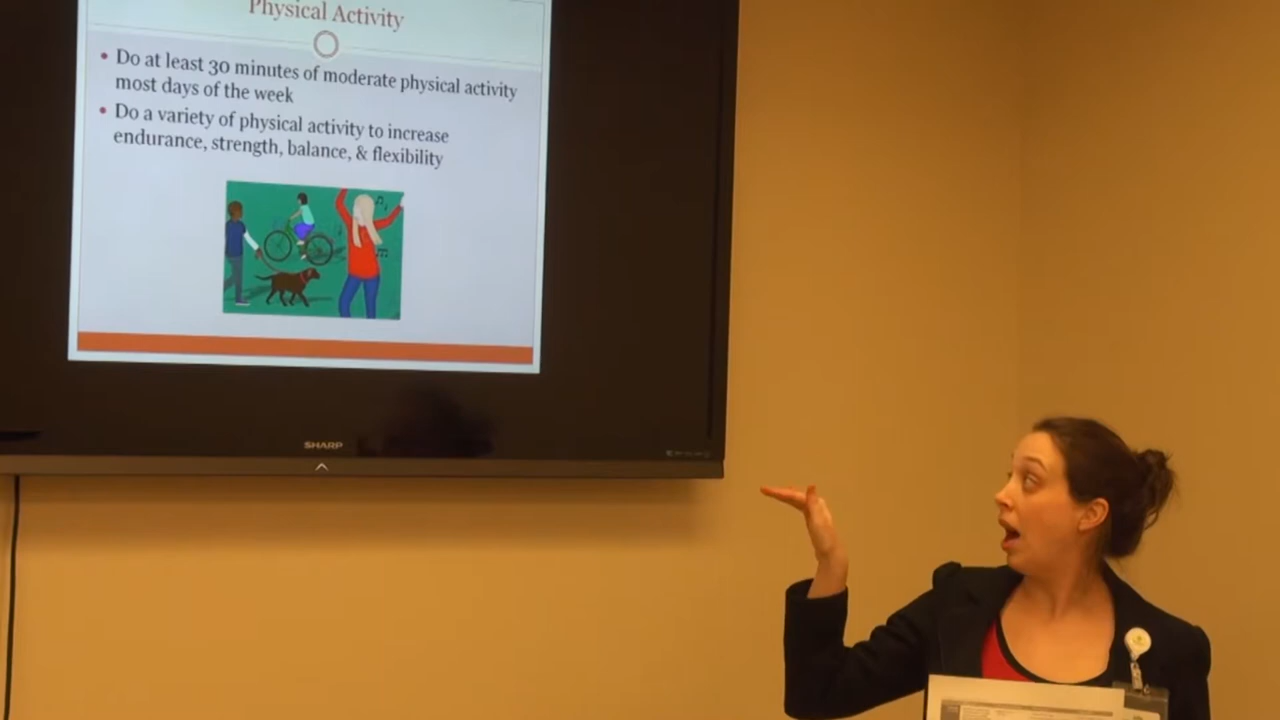 Physical Activity
• Do at least 30 minutes of moderate physical activity
most days of the week
• Do a variety of physical activity to increase
endurance, strength, balance, & flexibility
SHARP